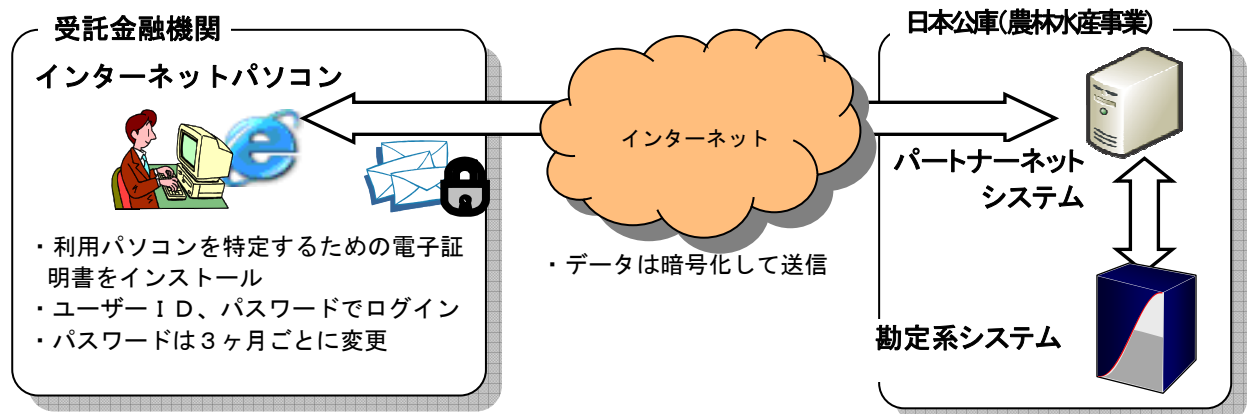 受託金融機関
インターネットパソコン
・利用パソコンを特定するための電子証
明書をインストール
・ユーザーＩＤ、パスワードでログイン
・パスワードは３ヶ月ごとに変更
インターネット
・データは暗号化して送信
日本公庫(農林水産事業)
パートナーネット
システム
勘定系システム